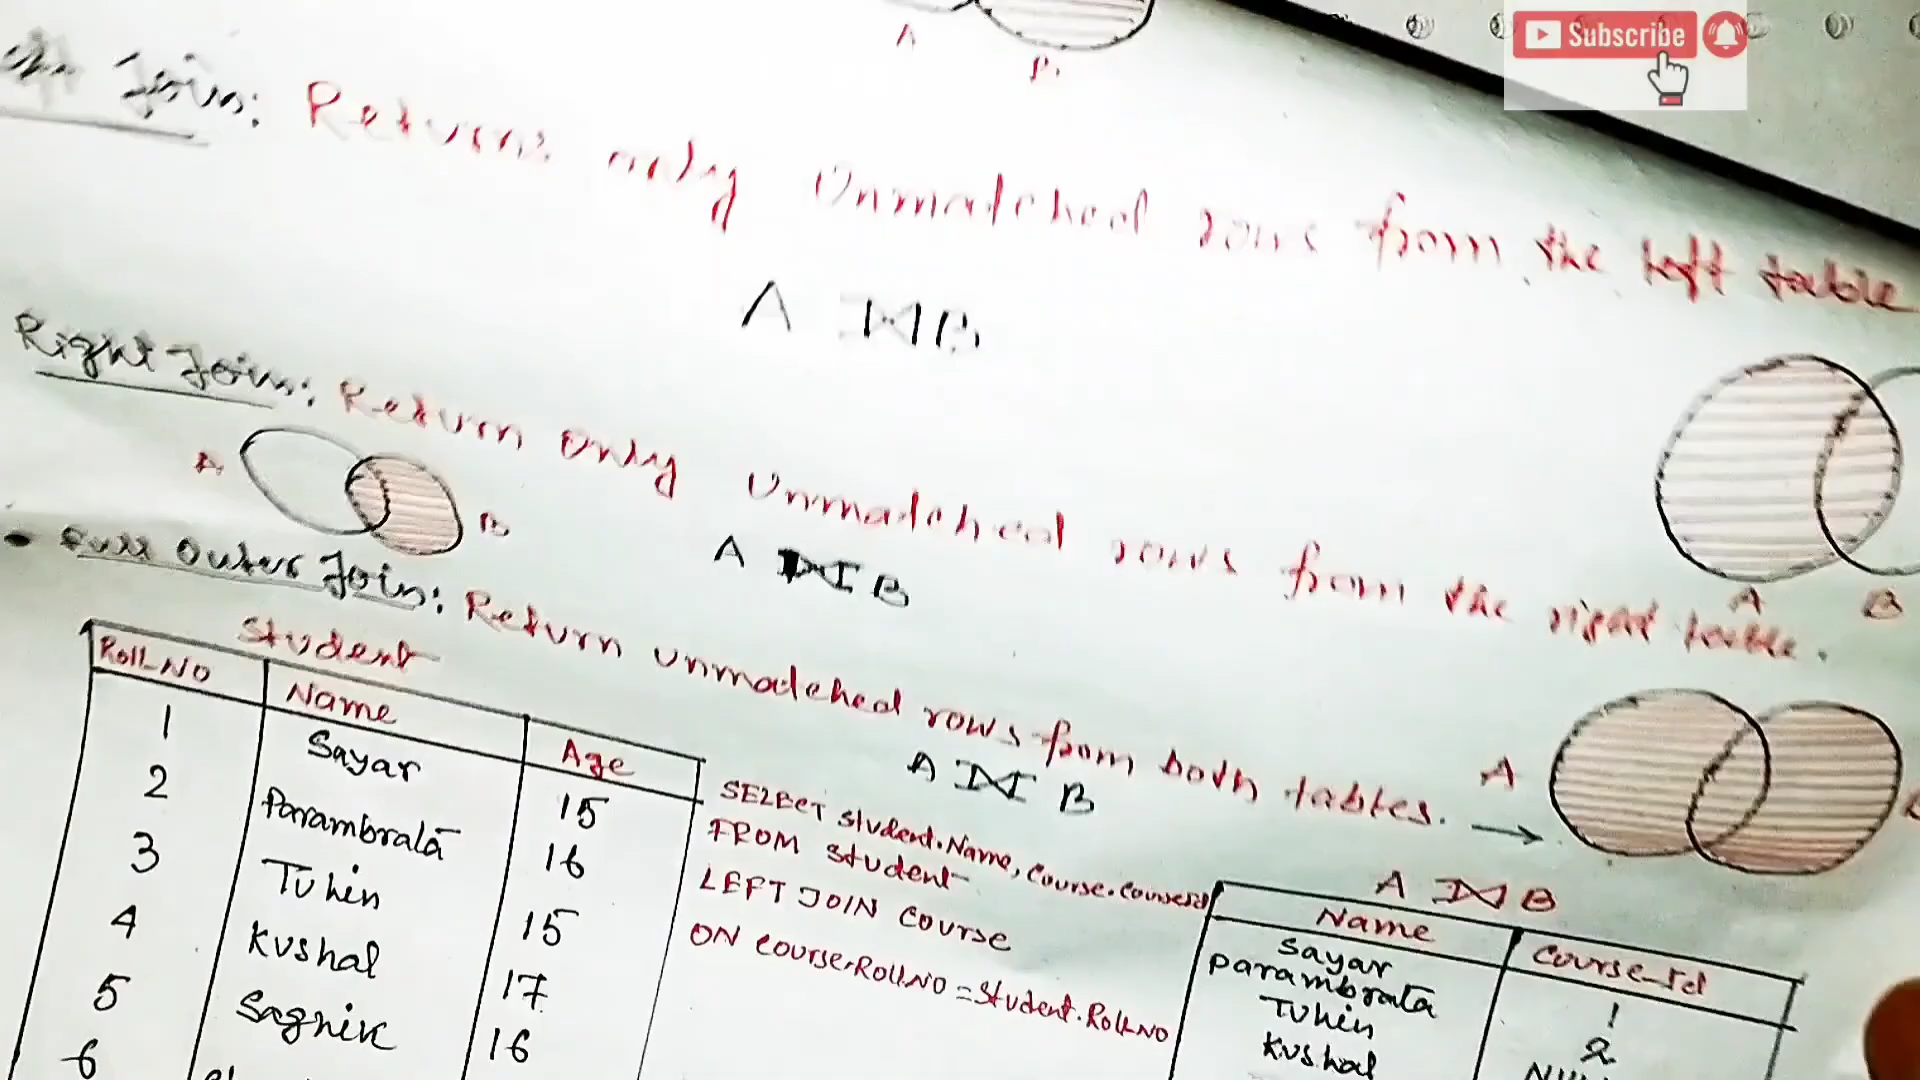 Subscribe
A B
Join: Returns only Unmatched rows from the left table
A ⟕ B
Right Join: Return only Unmatched rows from the right table.
A B
A ⟖ B
A B
• Full Outer Join: Return unmatched rows from both tables. →
A ⟗ B
A
Student
Roll_No Name Age
1 Sayar 15
2 Parambrata 16
3 Tuhin 15
4 Kushal 17
5 Sagnik 16
6
SELECT Student.Name, Course.
FROM Student
LEFT JOIN Course
ON Course.Roll_No = Student.Roll_No
A ⟕ B
Name Course_Id
Sayar 1
Parambrata 2
Tuhin
Kushal